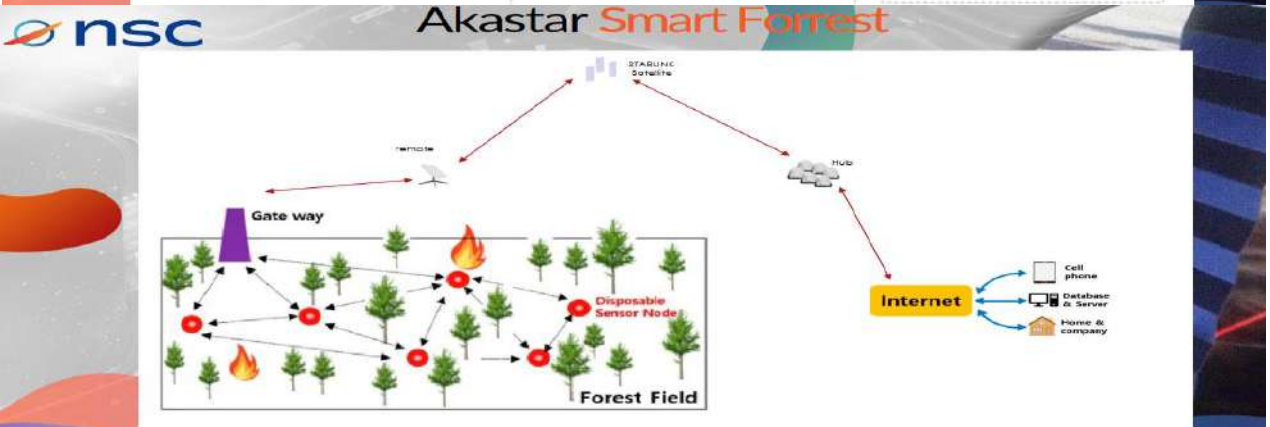 nsc
Akastar Smart Forrest
STARLINK
Satellite
remote
Hub
Gate way
Disposable
Sensor Node
Forest Field
Internet
Cell
phone
Database
& Server
Home &
company